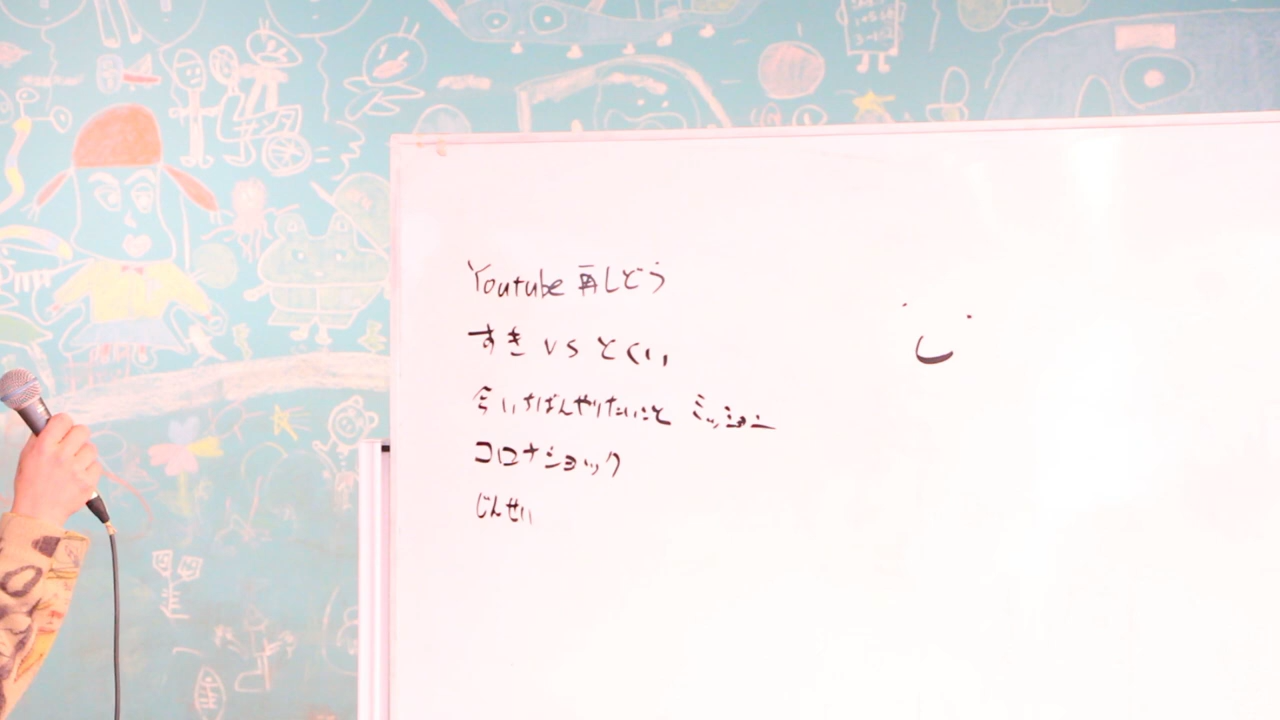 Youtube 再しどう
すき vs とくい
今いちばんやりたいこと ミッション
コロナショック
じんせい